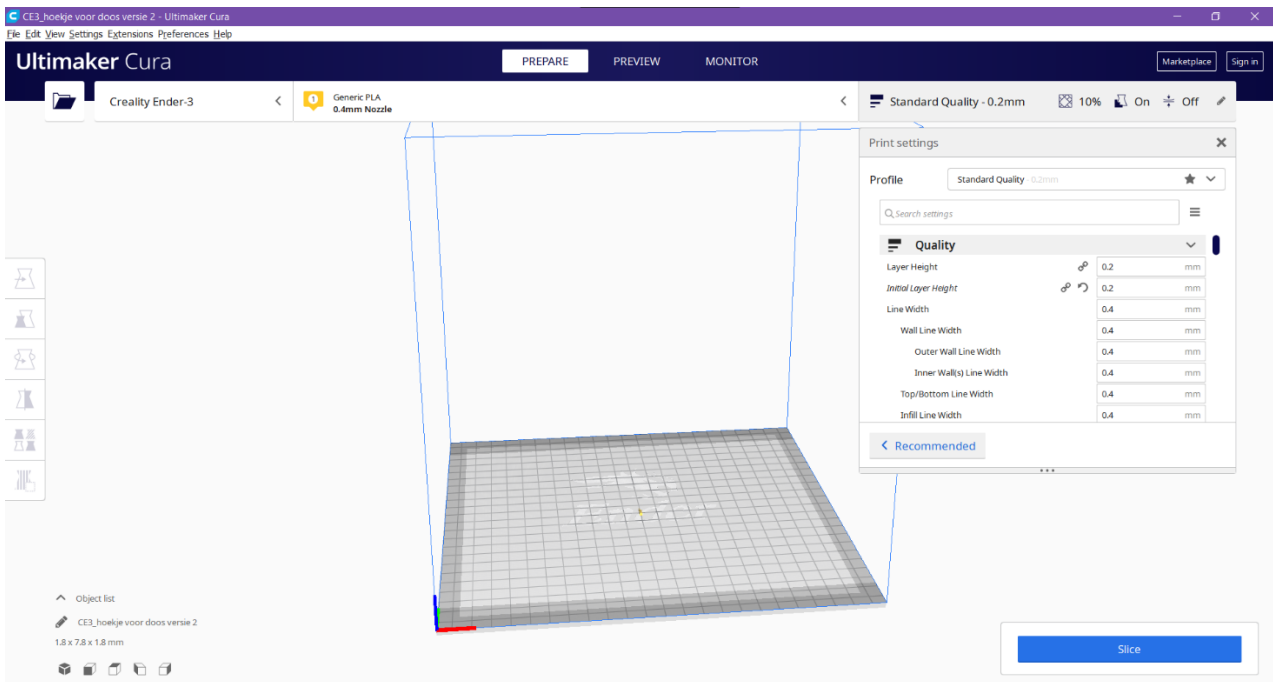 CE3_hoekje voor doos versie 2 - Ultimaker Cura
File Edit View Settings Extensions Preferences Help
Ultimaker Cura
PREPARE PREVIEW MONITOR
Marketplace Sign in
Creality Ender-3
1
Generic PLA
0.4mm Nozzle
Standard Quality - 0.2mm 10% On Off
Print settings
Profile Standard Quality - 0.2mm
Search settings
Quality
Layer Height 0.2 mm
Initial Layer Height 0.2 mm
Line Width 0.4 mm
Wall Line Width 0.4 mm
Outer Wall Line Width 0.4 mm
Inner Wall(s) Line Width 0.4 mm
Top/Bottom Line Width 0.4 mm
Infill Line Width 0.4 mm
Recommended
Object list
CE3_hoekje voor doos versie 2
1.8 x 7.8 x 1.8 mm
Slice